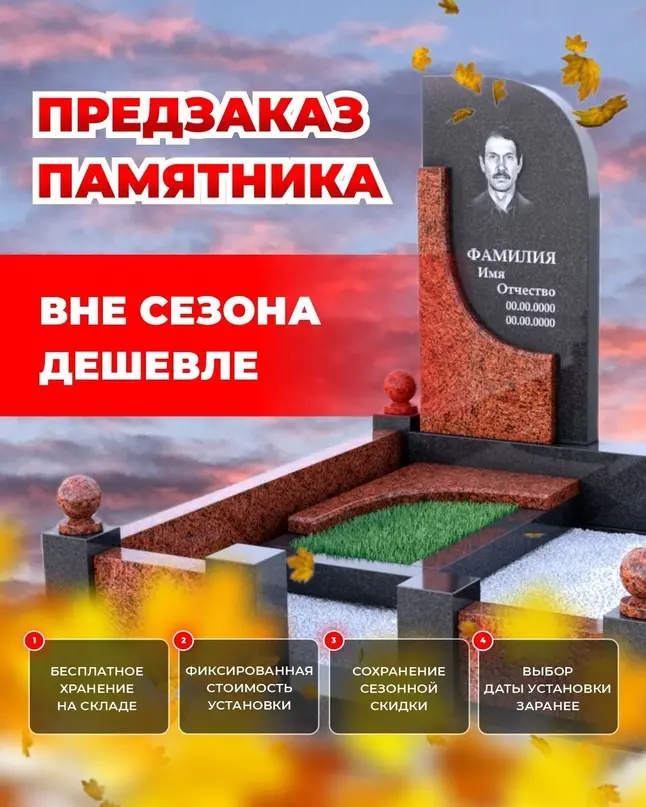 ПРЕДЗАКАЗ
ПАМЯТНИКА
ВНЕ СЕЗОНА
ДЕШЕВЛЕ
ФАМИЛИЯ
Имя
Отчество
00.00.0000
00.00.0000
1
БЕСПЛАТНОЕ
ХРАНЕНИЕ
НА СКЛАДЕ
2
ФИКСИРОВАННАЯ
СТОИМОСТЬ
УСТАНОВКИ
3
СОХРАНЕНИЕ
СЕЗОННОЙ
СКИДКИ
4
ВЫБОР
ДАТЫ УСТАНОВКИ
ЗАРАНЕЕ